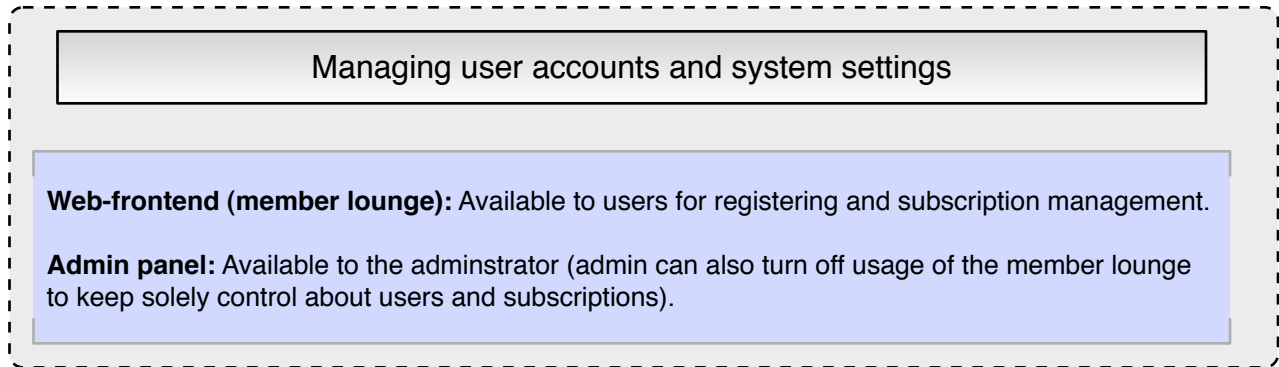 Managing user accounts and system settings
Web-frontend (member lounge): Available to users for registering and subscription management.
Admin panel: Available to the adminstrator (admin can also turn off usage of the member lounge
to keep solely control about users and subscriptions).